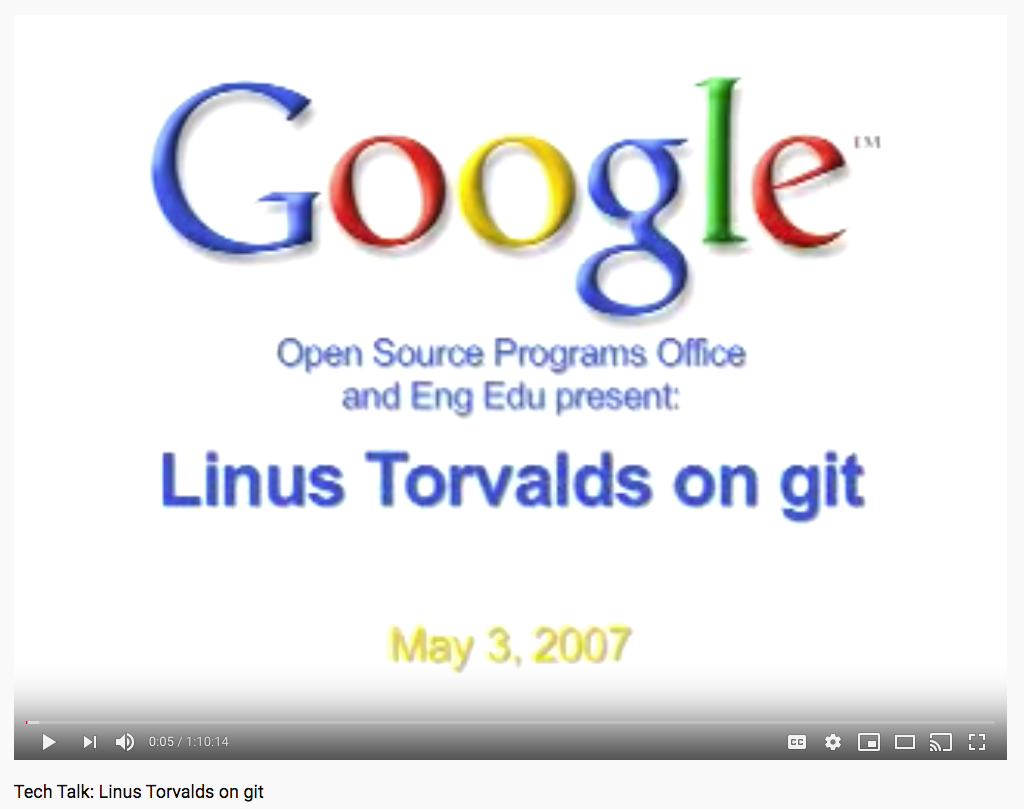 Google™
Open Source Programs Office
and Eng Edu present:
Linus Torvalds on git
May 3, 2007
0:05 / 1:10:14
CC
Tech Talk: Linus Torvalds on git